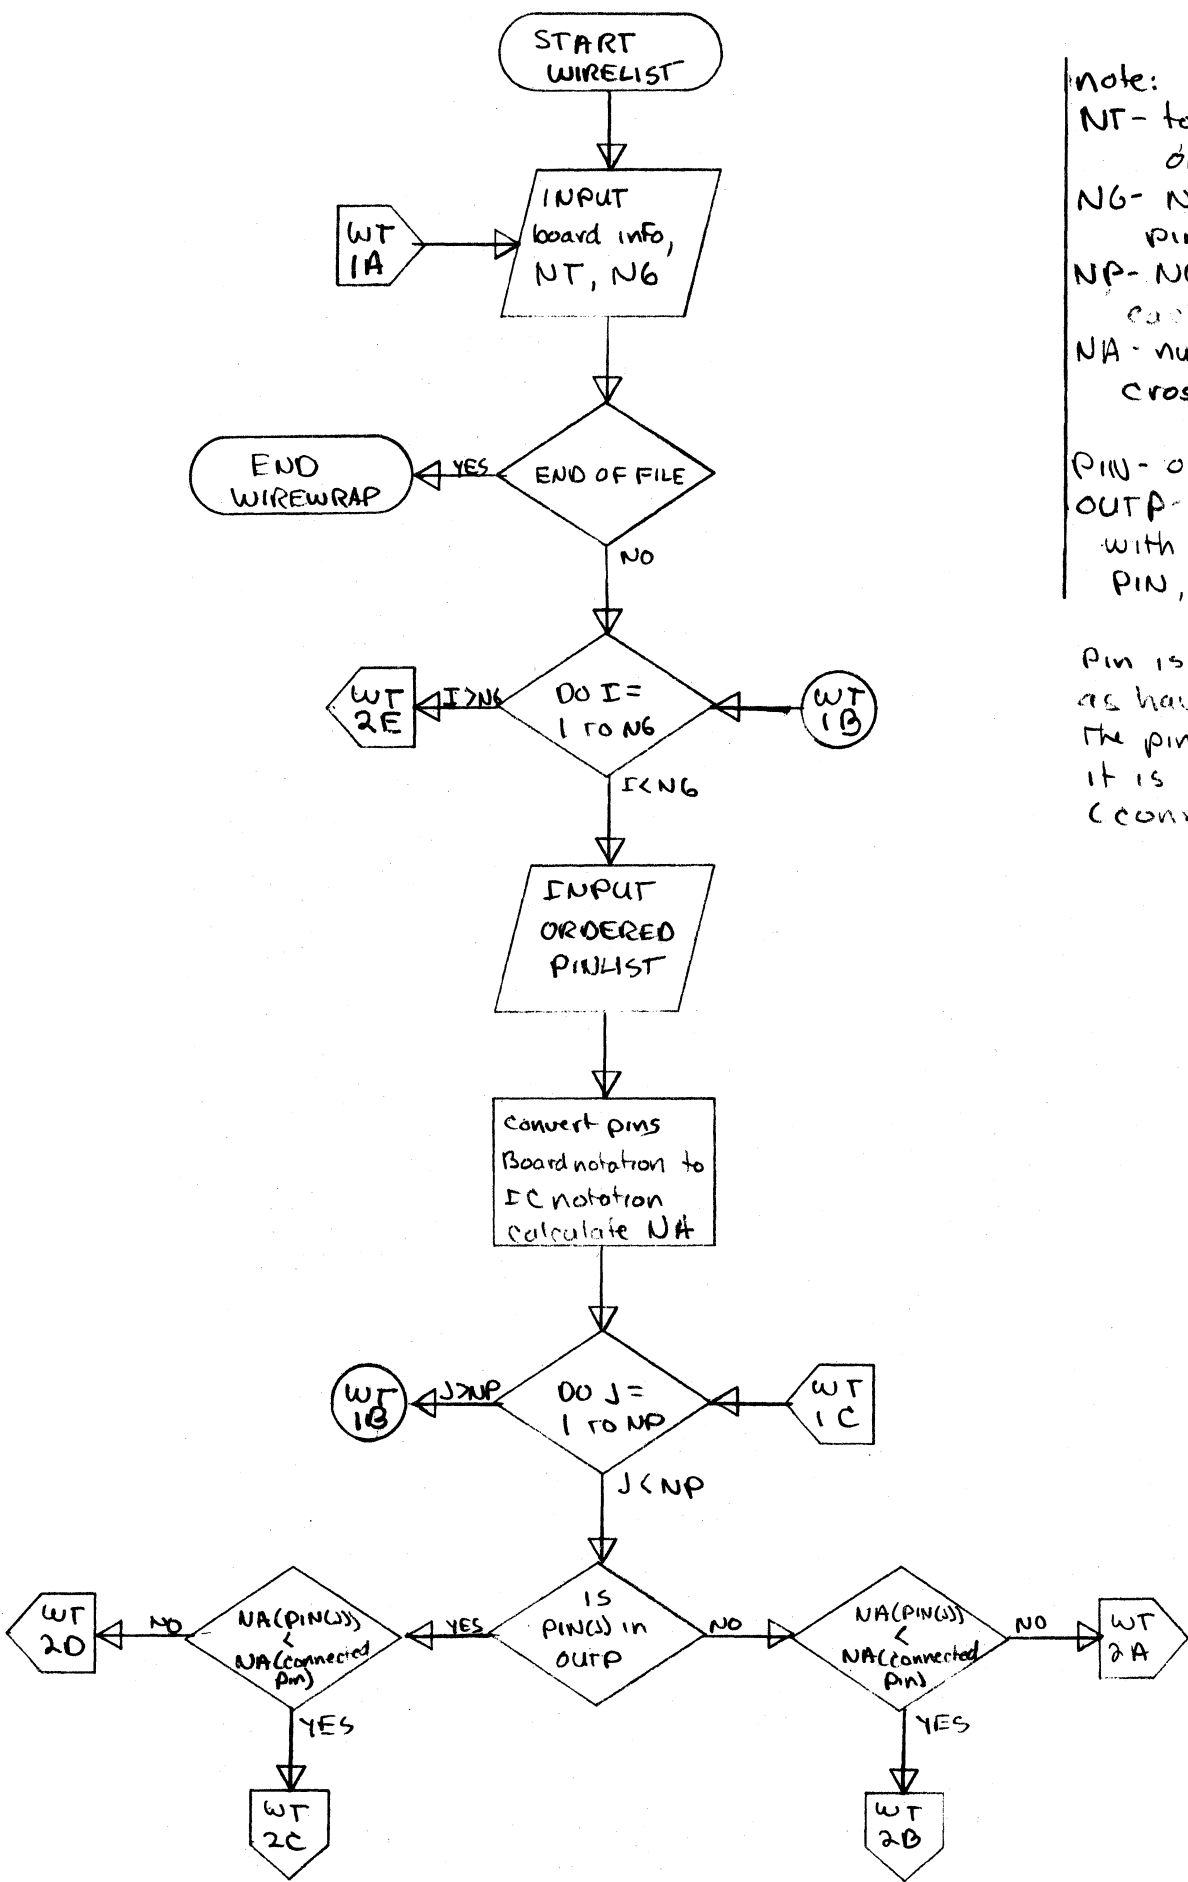 START
WIRELIST
WT
1A
INPUT
board info,
NT, NG
END
WIREWRAP
YES
END OF FILE
NO
WT
2E
I>NG
DO I=
1 TO NG
WT
1B
I<NG
INPUT
ORDERED
PINLIST
Convert pins
Board notation to
IC notation
calculate NA
WT
1B
J>NP
DO J=
1 TO NP
WT
1C
J<NP
WT
2D
NO
NA(PIN(J))
<
NA(connected
Pin)
YES
IS
PIN(J) in
OUTP
NO
NA(PIN(J))
<
NA(connected
Pin)
NO
WT
2A
YES
YES
WT
2C
WT
2B
note:
NT-
NG-
NP-
NA-
PIN-
OUTP-
with
PIN,
Pin is
as
The
it is